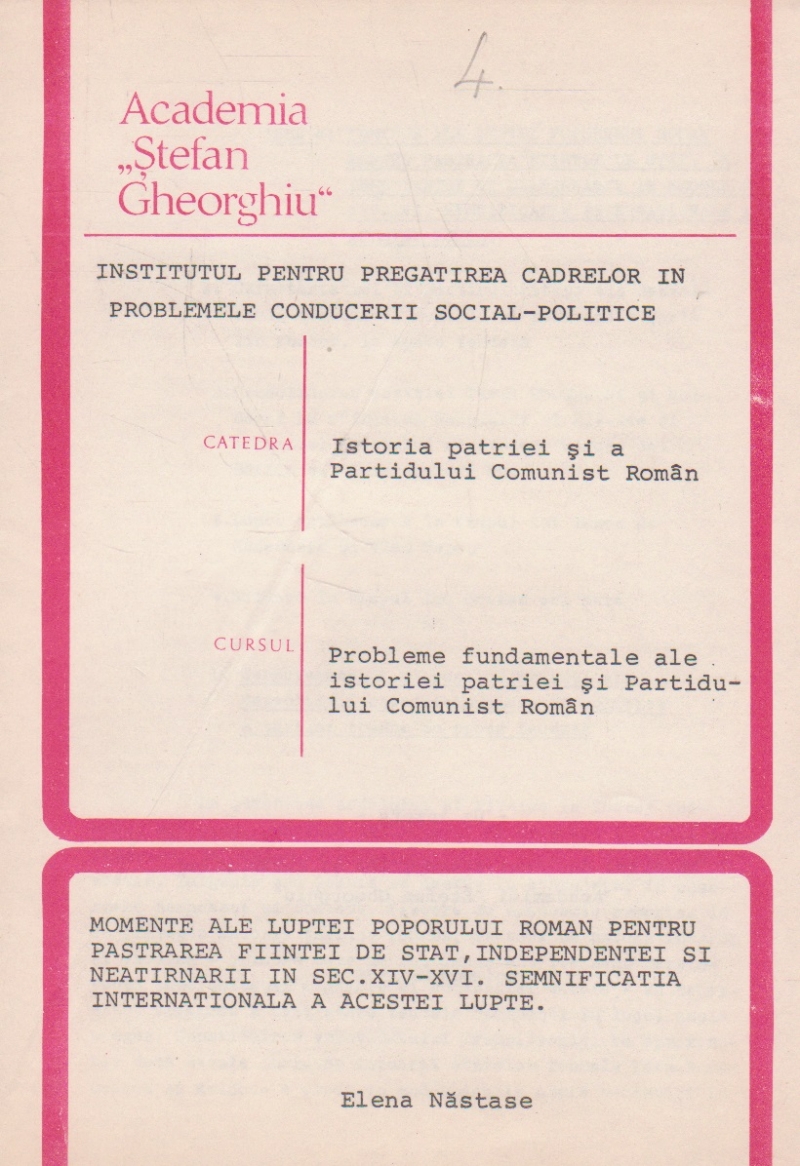 4.
Academia
„Ștefan
Gheorghiu“
INSTITUTUL PENTRU PREGATIREA CADRELOR IN
PROBLEMELE CONDUCERII SOCIAL-POLITICE
CATEDRA
Istoria patriei şi a
Partidului Comunist Român
CURSUL
Probleme fundamentale ale
istoriei patriei şi Partidu-
lui Comunist Român
MOMENTE ALE LUPTEI POPORULUI ROMAN PENTRU
PASTRAREA FIINTEI DE STAT,INDEPENDENTEI SI
NEATIRNARII IN SEC.XIV-XVI. SEMNIFICATIA
INTERNATIONALA A ACESTEI LUPTE.
Elena Năstase